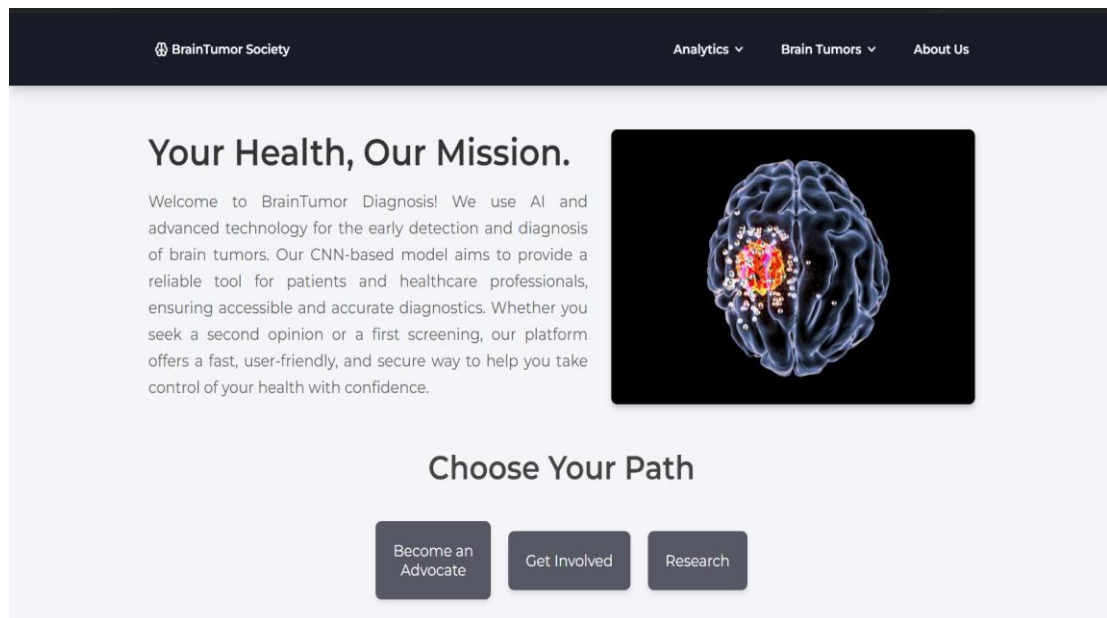 BrainTumor Society
Analytics
Brain Tumors
About Us
Your Health, Our Mission.
Welcome to BrainTumor Diagnosis! We use AI and
advanced technology for the early detection and diagnosis
of brain tumors. Our CNN-based model aims to provide a
reliable tool for patients and healthcare professionals,
ensuring accessible and accurate diagnostics. Whether you
seek a second opinion or a first screening, our platform
offers a fast, user-friendly, and secure way to help you take
control of your health with confidence.
Choose Your Path
Become an
Advocate
Get Involved
Research